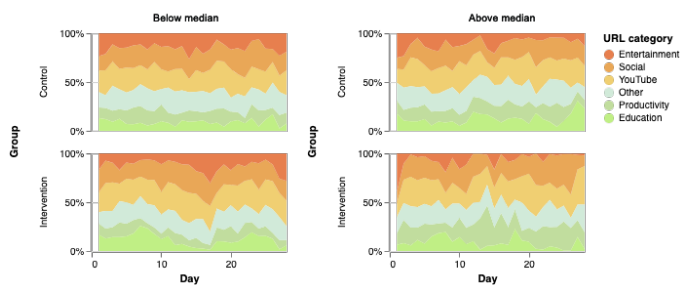 Below median
Above median
URL category
Entertainment
Social
YouTube
Other
Productivity
Education
Group
Control
100%
50%
0%
Intervention
100%
50%
0%
0
10
20
Day
Group
Control
100%
50%
0%
Intervention
100%
50%
0%
0
10
20
Day